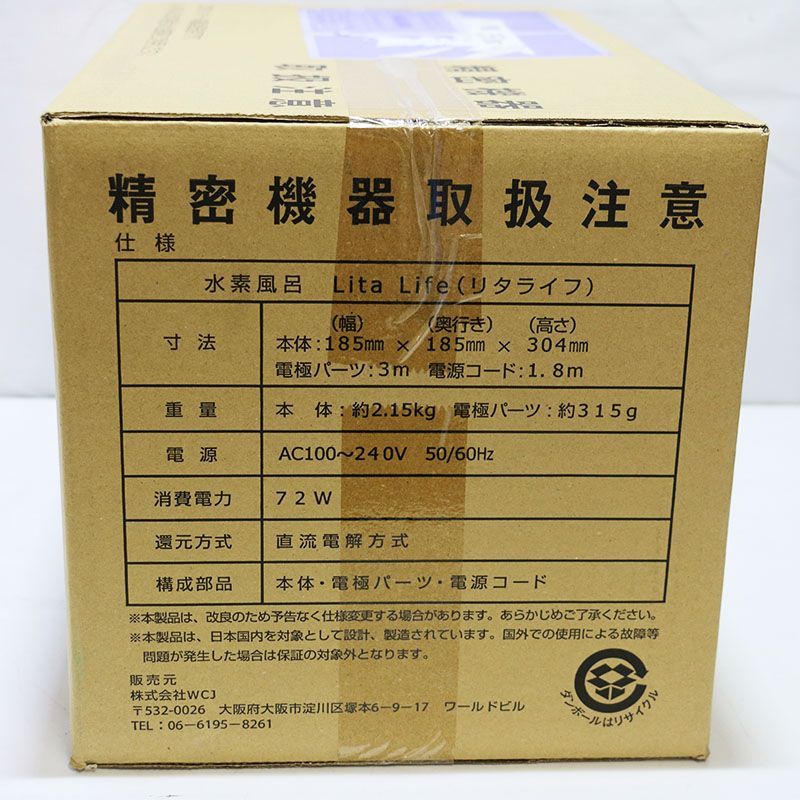 精密機器取扱注意
仕様
水素風呂 Lita Life(リタライフ)
寸法
(幅) (奥行き) (高さ)
本体:185㎜ × 185㎜ × 304㎜
電極パーツ:3m 電源コード:1.8m
重量
本 体:約2.15kg 電極パーツ:約315g
電源
AC100〜240V 50/60Hz
消費電力
72W
還元方式
直流電解方式
構成部品
本体・電極パーツ・電源コード
※本製品は、改良のため予告なく仕様変更する場合があります。あらかじめご了承ください。
※本製品は、日本国内を対象として設計、製造されています。国外での使用による故障等
問題が発生した場合は保証の対象外となります。
販売元
株式会社WCJ
〒532-0026 大阪府大阪市淀川区塚本6-9-17 ワールドビル
TEL:06-6195-8261
ダンボールはリサイクル